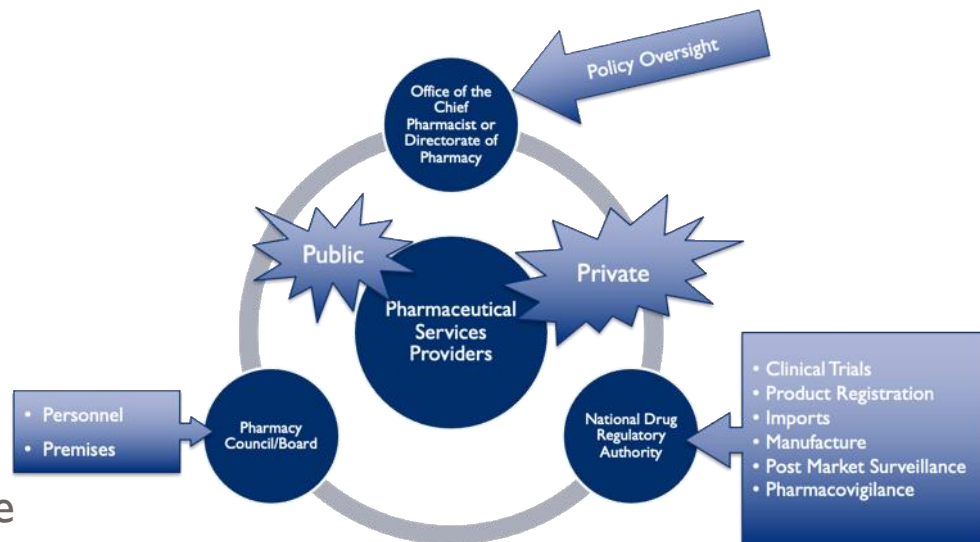 Policy Oversight
Office of the
Chief
Pharmacist or
Directorate of
Pharmacy
Public
Private
Pharmaceutical
Services
Providers
• Personnel
• Premises
Pharmacy
Council/Board
National Drug
Regulatory
Authority
• Clinical Trials
• Product Registration
• Imports
• Manufacture
• Post Market Surveillance
• Pharmacovigilance
e